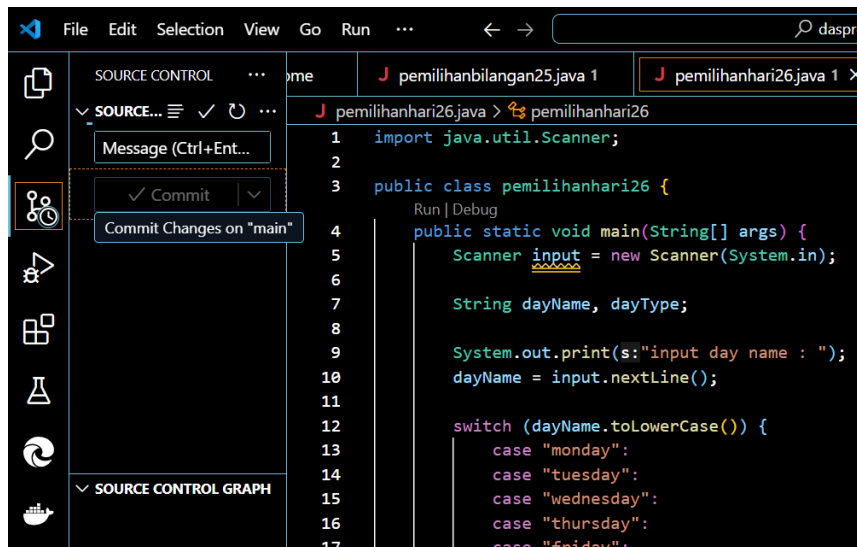 File Edit Selection View Go Run ··· daspr
SOURCE CONTROL ··· ome pemilihanbilangan25.java 1 pemilihanhari26.java 1
SOURCE... ··· pemilihanhari26.java > pemilihanhari26
Message (Ctrl+Ent...
Commit
Commit Changes on "main"
SOURCE CONTROL GRAPH
1 import java.util.Scanner;
2
3 public class pemilihanhari26 {
Run | Debug
4 public static void main(String[] args) {
5 Scanner input = new Scanner(System.in);
6
7 String dayName, dayType;
8
9 System.out.print(s:"input day name : ");
10 dayName = input.nextLine();
11
12 switch (dayName.toLowerCase()) {
13 case "monday":
14 case "tuesday":
15 case "wednesday":
16 case "thursday":
17 case "friday":